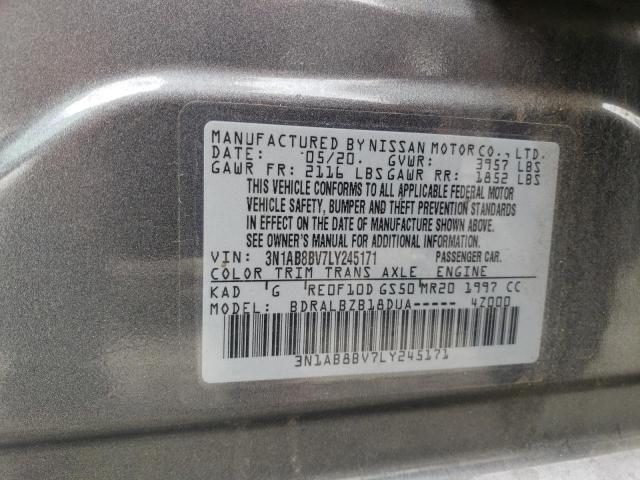 MANUFACTURED BY NISSAN MOTOR CO., LTD.
DATE: 05/20. GVWR: 3957 LBS
GAWR FR: 2116 LBS GAWR RR: 1852 LBS
THIS VEHICLE CONFORMS TO ALL APPLICABLE FEDERAL MOTOR
VEHICLE SAFETY, BUMPER AND THEFT PREVENTION STANDARDS
IN EFFECT ON THE DATE OF MANUFACTURE SHOWN ABOVE.
SEE OWNER'S MANUAL FOR ADDITIONAL INFORMATION.
VIN: 3N1AB8BV7LY245171 PASSENGER CAR.
COLOR TRIM TRANS AXLE ENGINE
KAD G RE0F10D GS50 MR20 1997 CC
MODEL: BDRALBZB18DUA----- 4Z000
3N1AB8BV7LY245171